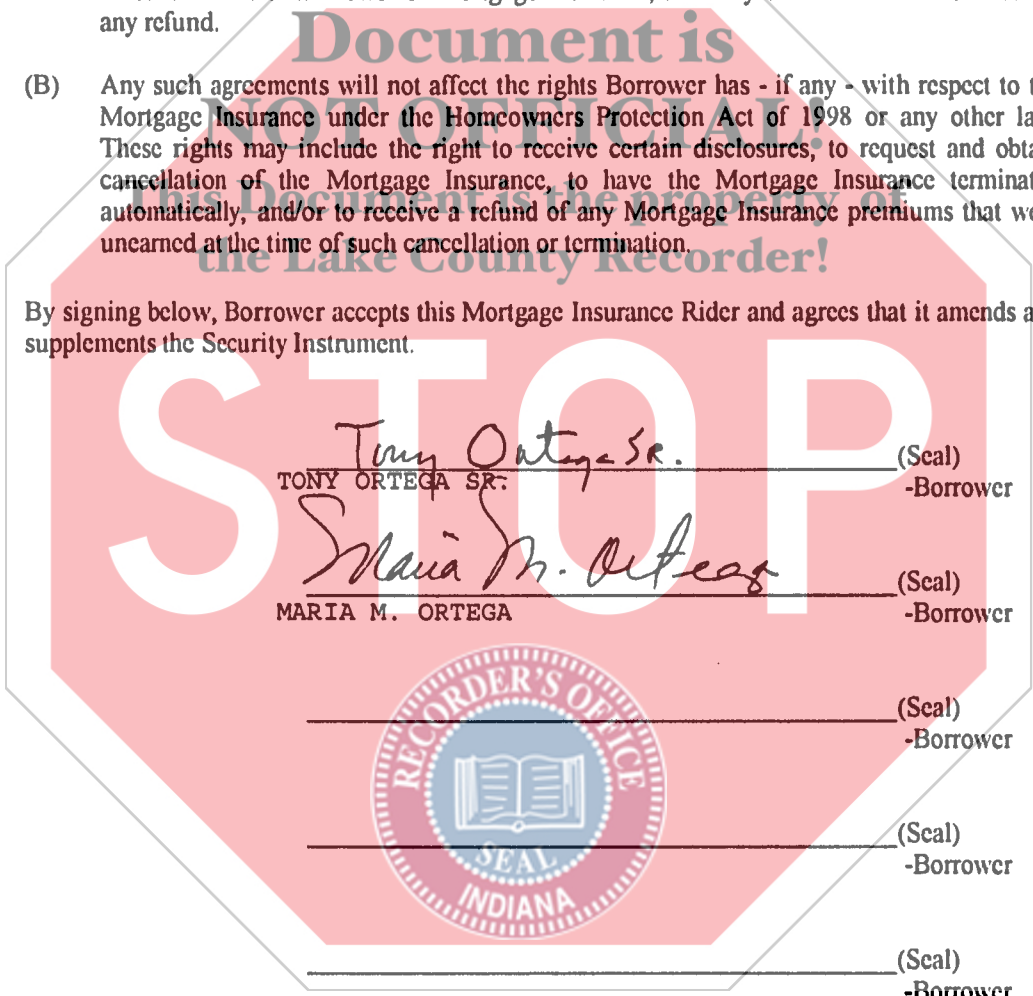 any refund.
Document is
(B) Any such agreements will not affect the rights Borrower has - if any - with respect to
NOT OFFICIAL!
Mortgage Insurance under the Homeowners Protection Act of 1998 or any other
These rights may include the right to receive certain disclosures, to request and
cancellation of the Mortgage Insurance, to have the Mortgage Insurance
This Document is the property of
automatically, and/or to receive a refund of any Mortgage Insurance premiums that
unearned at the time of such cancellation or termination.
the Lake County Recorder!
By signing below, Borrower accepts this Mortgage Insurance Rider and agrees that it amends
supplements the Security Instrument.
STOP
Tony Ortega Sr. (Seal)
TONY ORTEGA SR. -Borrower
Maria M. Ortega (Seal)
MARIA M. ORTEGA -Borrower
(Seal)
-Borrower
(Seal)
-Borrower
(Seal)
-Borrower
RECORDER'S OFFICE
SEAL
INDIANA